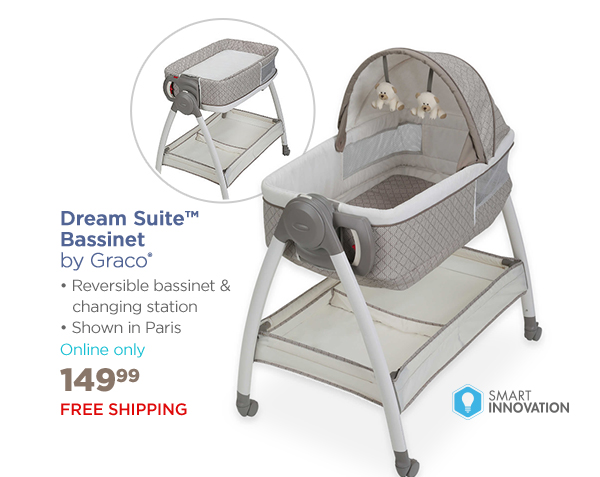 Dream Suite™
Bassinet
by Graco®
• Reversible bassinet &
changing station
• Shown in Paris
Online only
149⁹⁹
FREE SHIPPING
SMART
INNOVATION